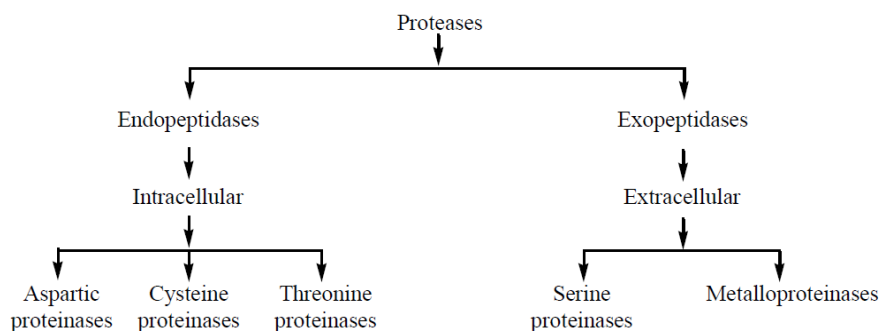 Proteases
Endopeptidases
Exopeptidases
Intracellular
Extracellular
Aspartic
proteinases
Cysteine
proteinases
Threonine
proteinases
Serine
proteinases
Metalloproteinases